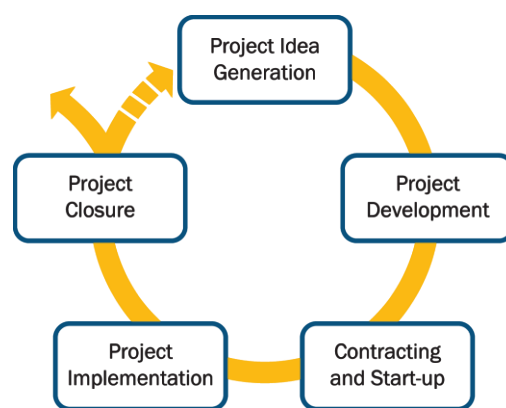 Project Idea
Generation
Project
Development
Contracting
and Start-up
Project
Implementation
Project
Closure